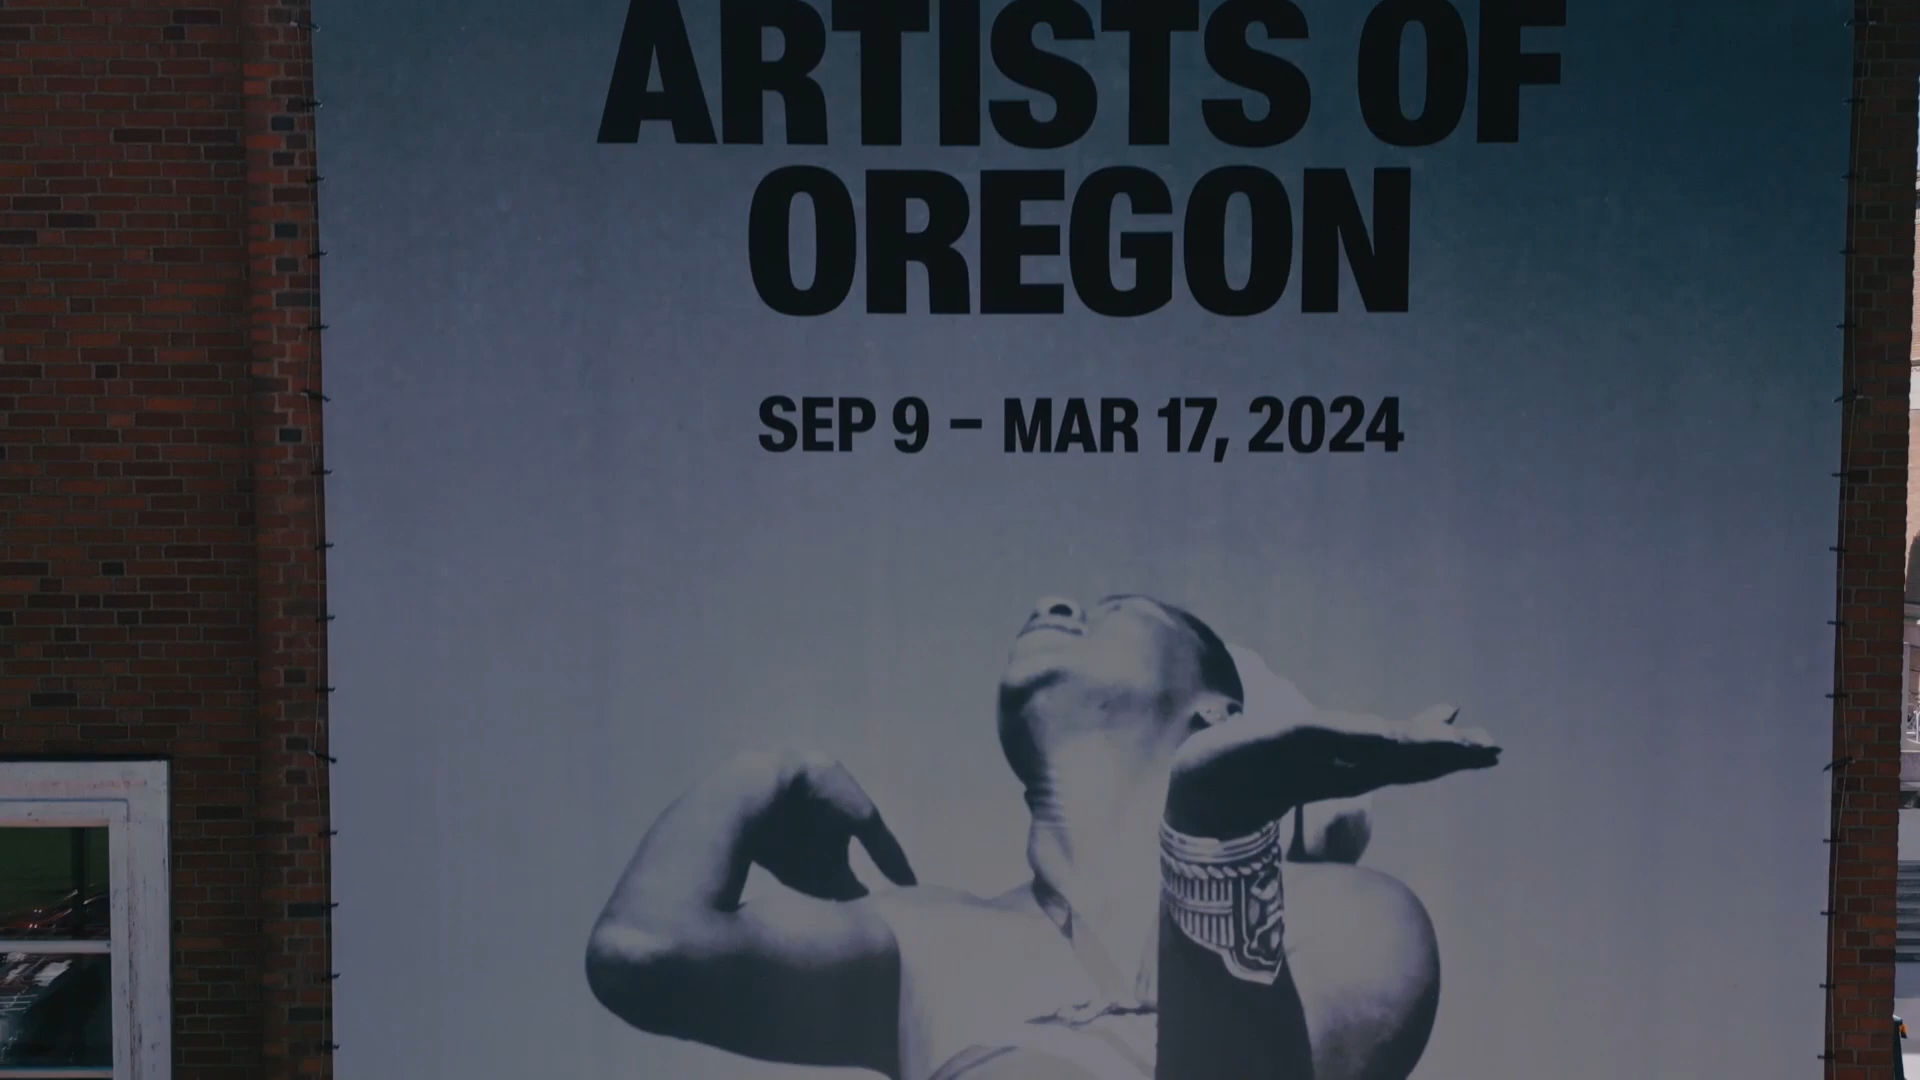 ARTISTS OF
OREGON
SEP 9 – MAR 17, 2024